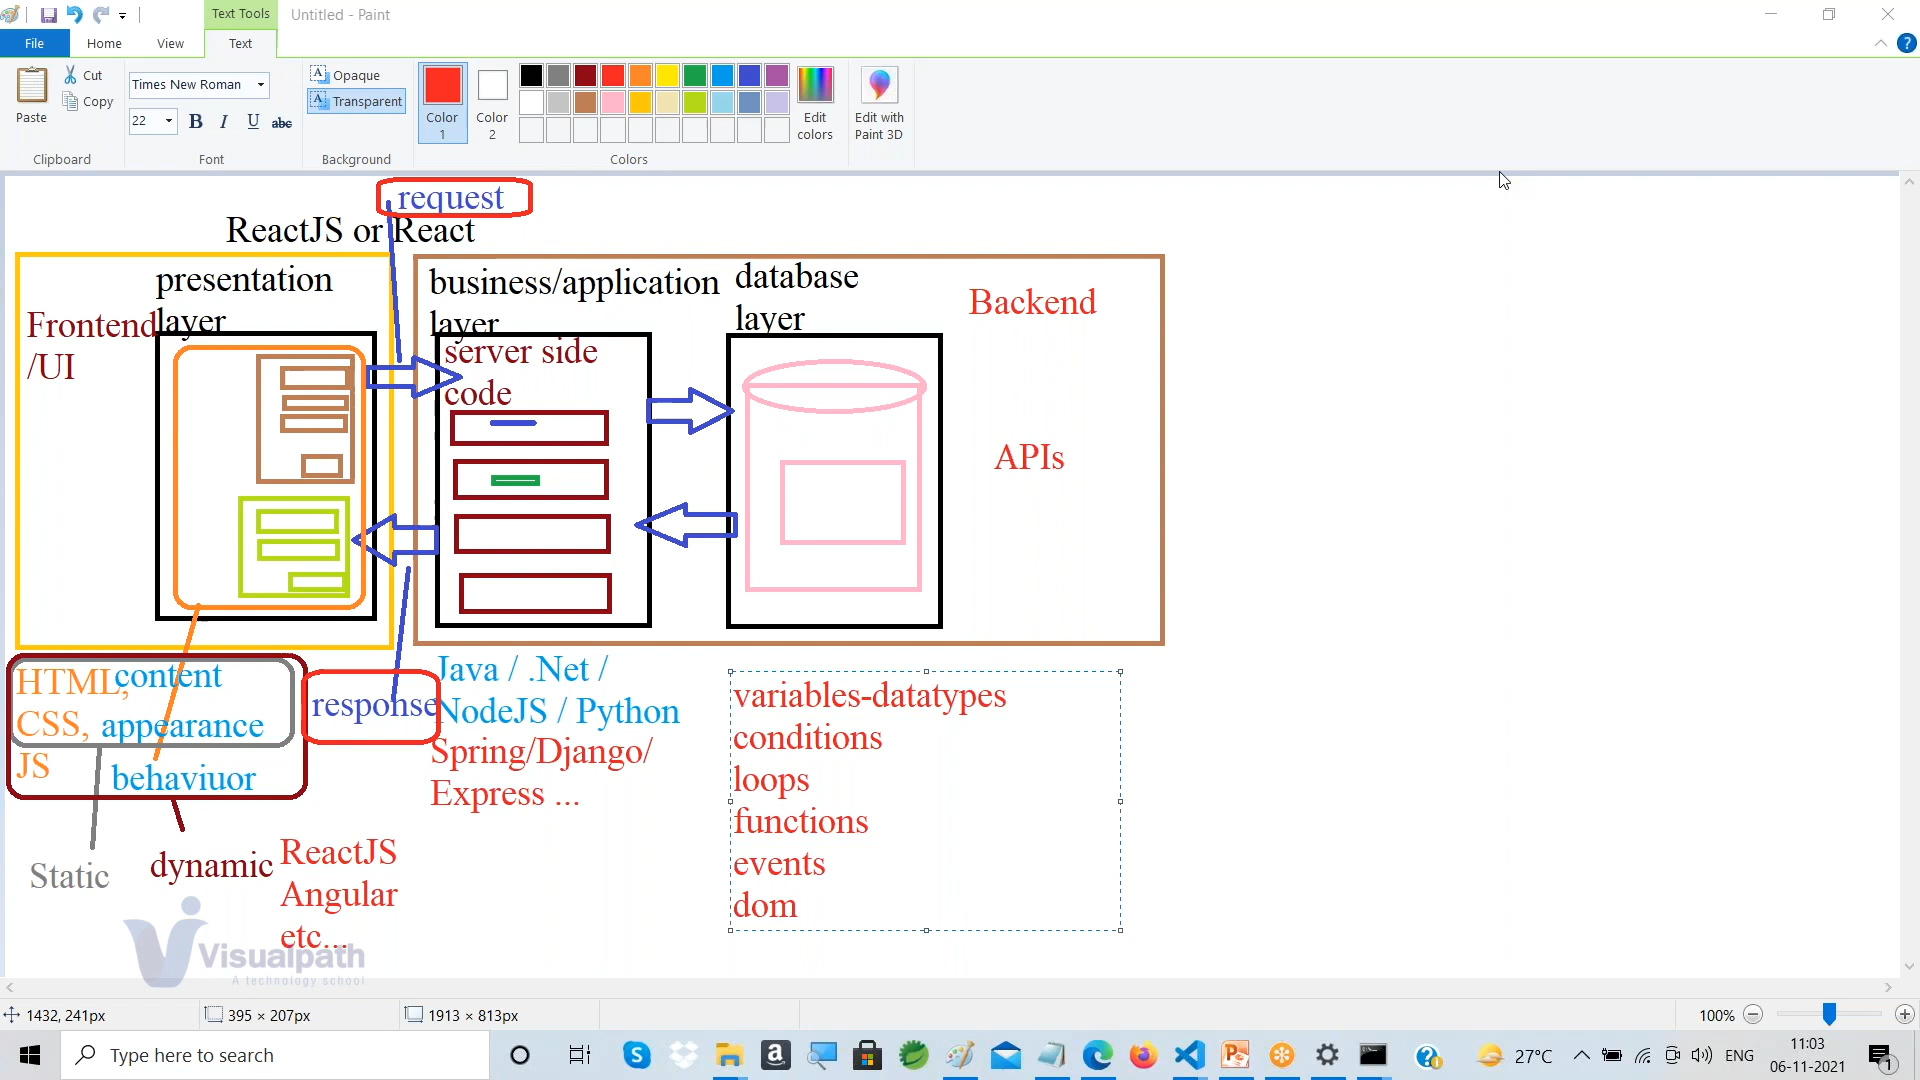 Text Tools
Untitled - Paint
File
Home
View
Text
Paste
Cut
Copy
Clipboard
Times New Roman
22
B
I
U
abc
Font
Opaque
Transparent
Background
Color
1
Color
2
Edit
colors
Colors
Edit with
Paint 3D
request
ReactJS or React
presentation
layer
business/application
layer
database
layer
Backend
Frontend
/UI
server side
code
APIs
HTML,
content
CSS,
appearance
JS
behaviuor
response
Java / .Net /
NodeJS / Python
Spring/Django/
Express ...
variables-datatypes
conditions
loops
functions
events
dom
Static
dynamic
ReactJS
Angular
etc...
Visualpath
A technology school
1432, 241px
395 × 207px
1913 × 813px
100%
Type here to search
27°C
ENG
11:03
06-11-2021
1